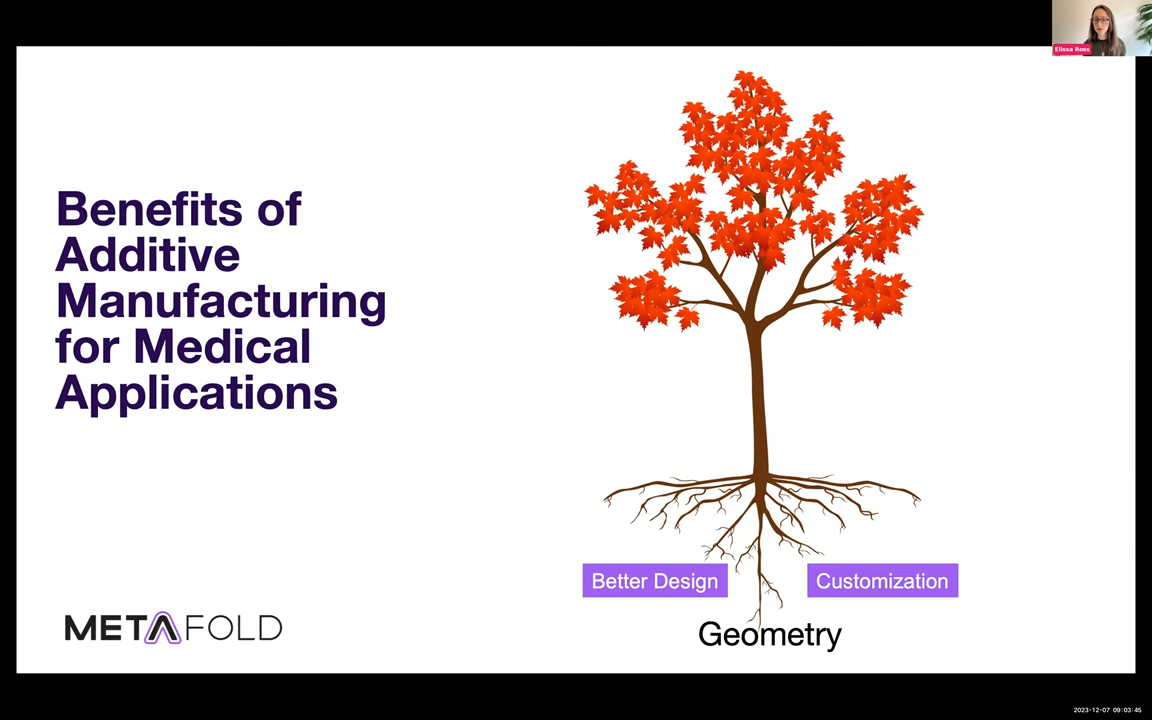 Elissa Ross
Benefits of
Additive
Manufacturing
for Medical
Applications
Better Design
Customization
Geometry
METAFOLD
2023-12-07 09:03:45